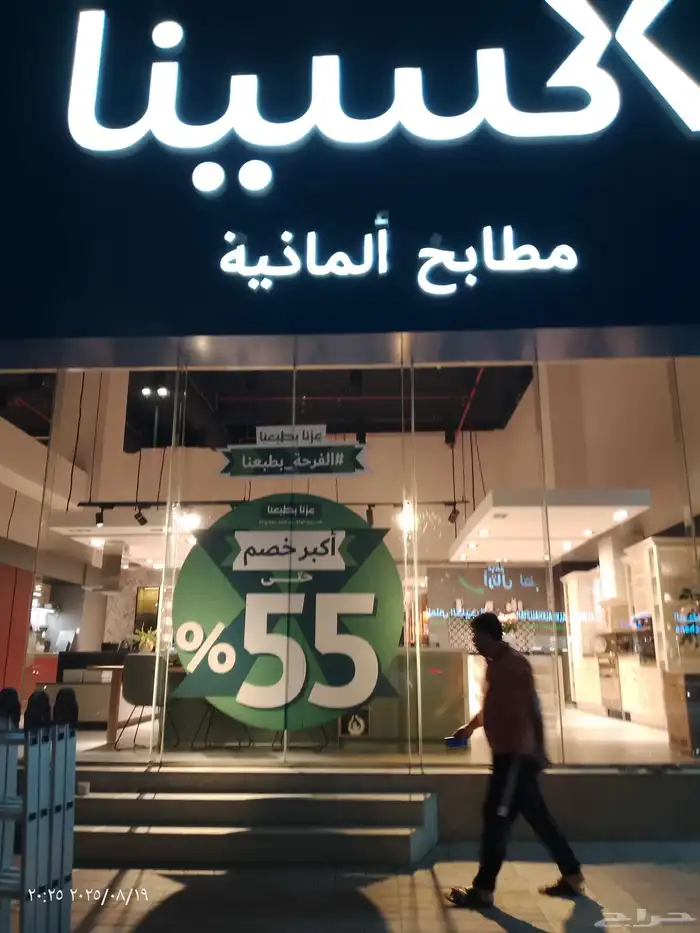 كسينا
مطابخ ألمانية
عزنا بطبعنا
#الفرحة_بطبعنا
عزنا بطبعنا
أكبر خصم
حتى
%55
٢٠:٢٥ ٢٠٢٥/٠٨/١٩
حراج